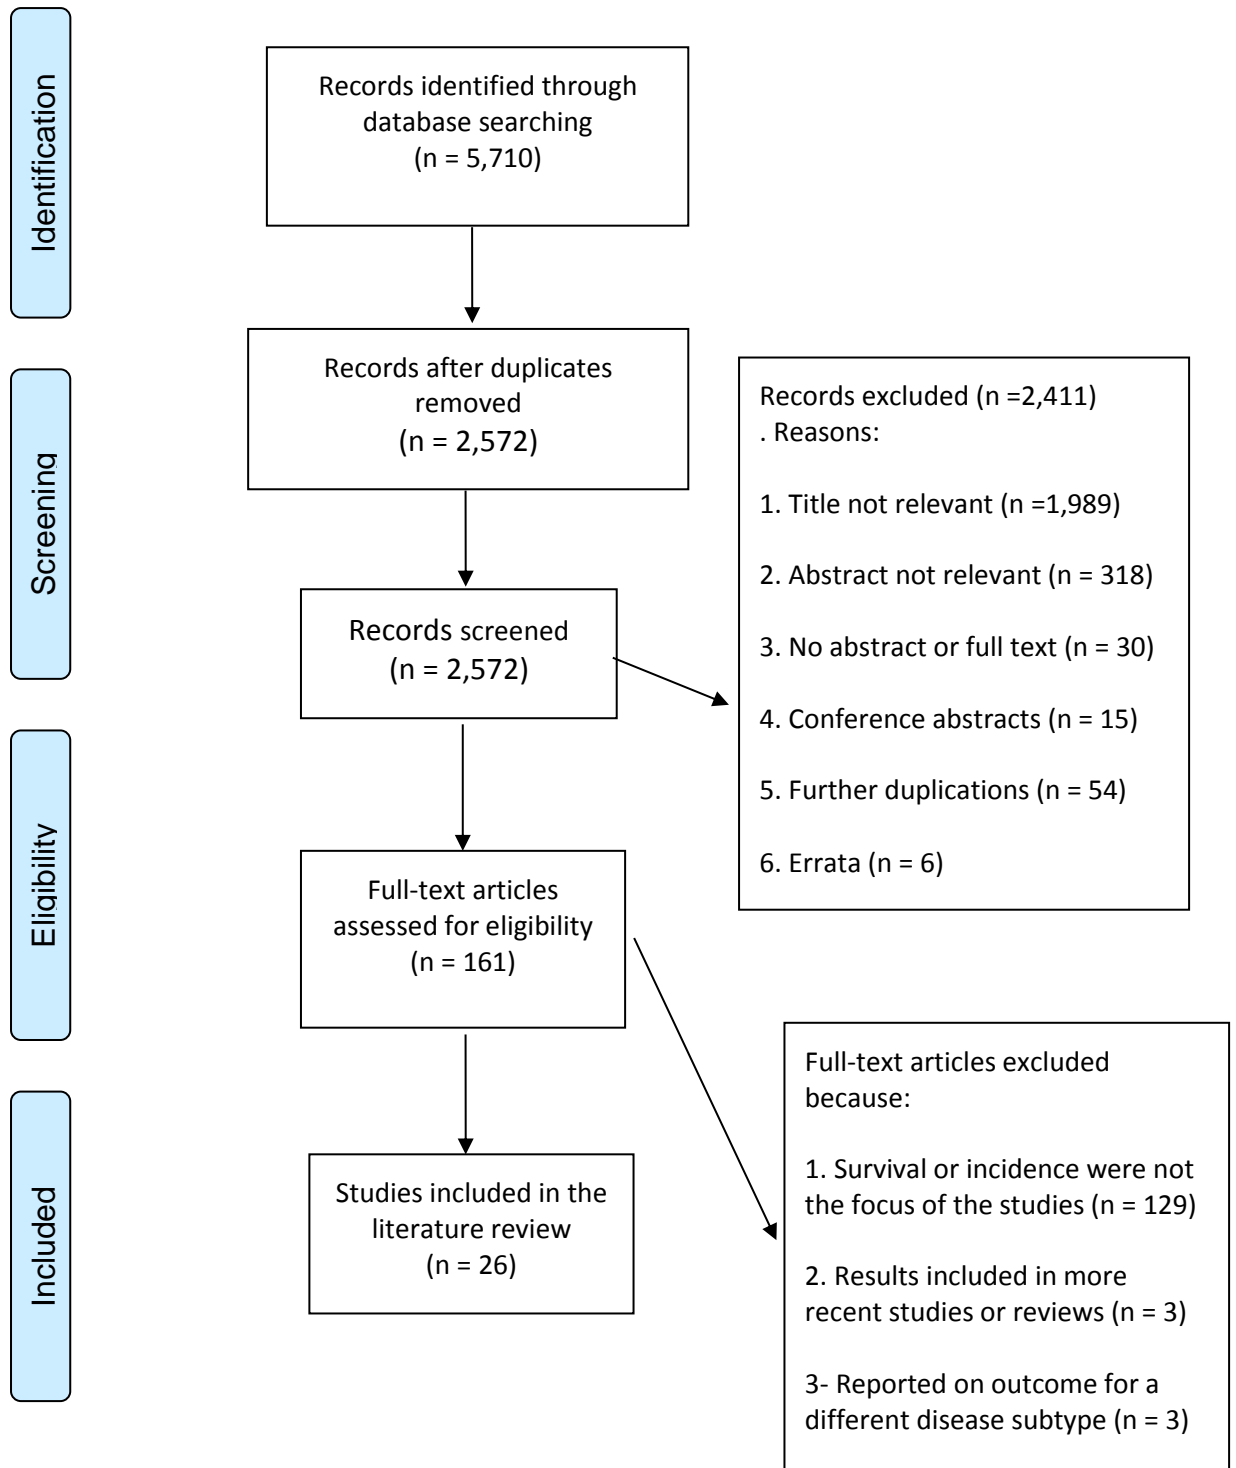 Identification
Records identified through
database searching
(n = 5,710)
Screening
Records after duplicates
removed
(n = 2,572)
Records excluded (n =2,411)
. Reasons:
1. Title not relevant (n =1,989)
2. Abstract not relevant (n = 318)
3. No abstract or full text (n = 30)
4. Conference abstracts (n = 15)
5. Further duplications (n = 54)
6. Errata (n = 6)
Records screened
(n = 2,572)
Eligibility
Full-text articles
assessed for eligibility
(n = 161)
Full-text articles excluded
because:
1. Survival or incidence were not
the focus of the studies (n = 129)
2. Results included in more
recent studies or reviews (n = 3)
3- Reported on outcome for a
different disease subtype (n = 3)
Included
Studies included in the
literature review
(n = 26)